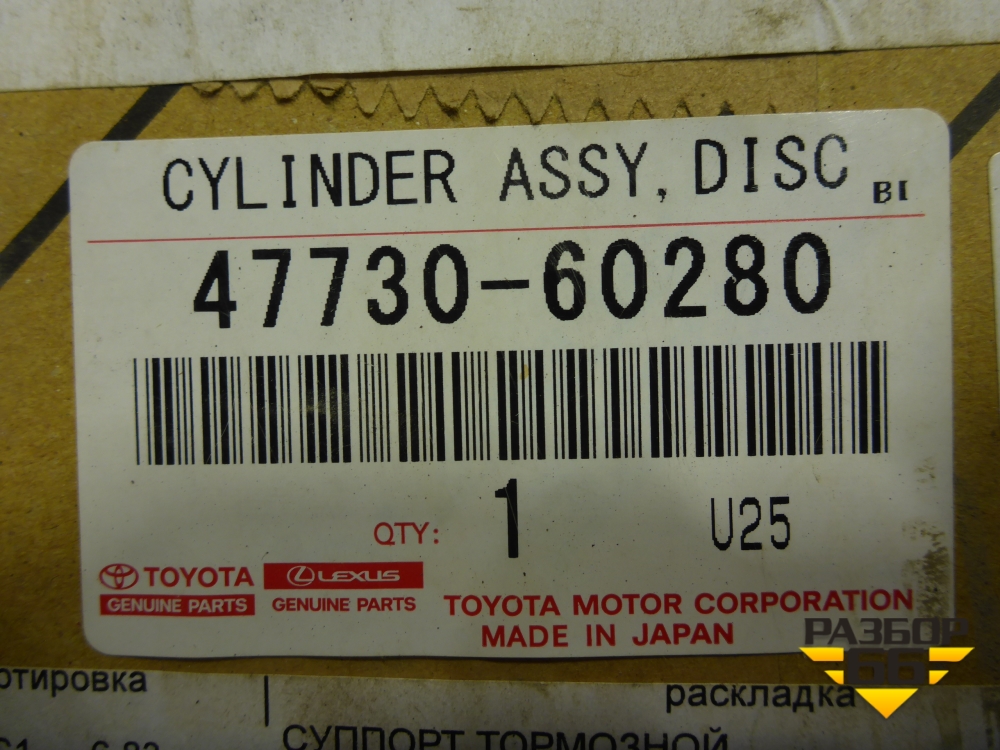 CYLINDER ASSY, DISC BI
47730-60280
QTY: 1 U25
TOYOTA LEXUS
GENUINE PARTS GENUINE PARTS
TOYOTA MOTOR CORPORATION
MADE IN JAPAN
РАЗБОР
66
ртировка раскладка
СУППОРТ ТОРМОЗНОЙ